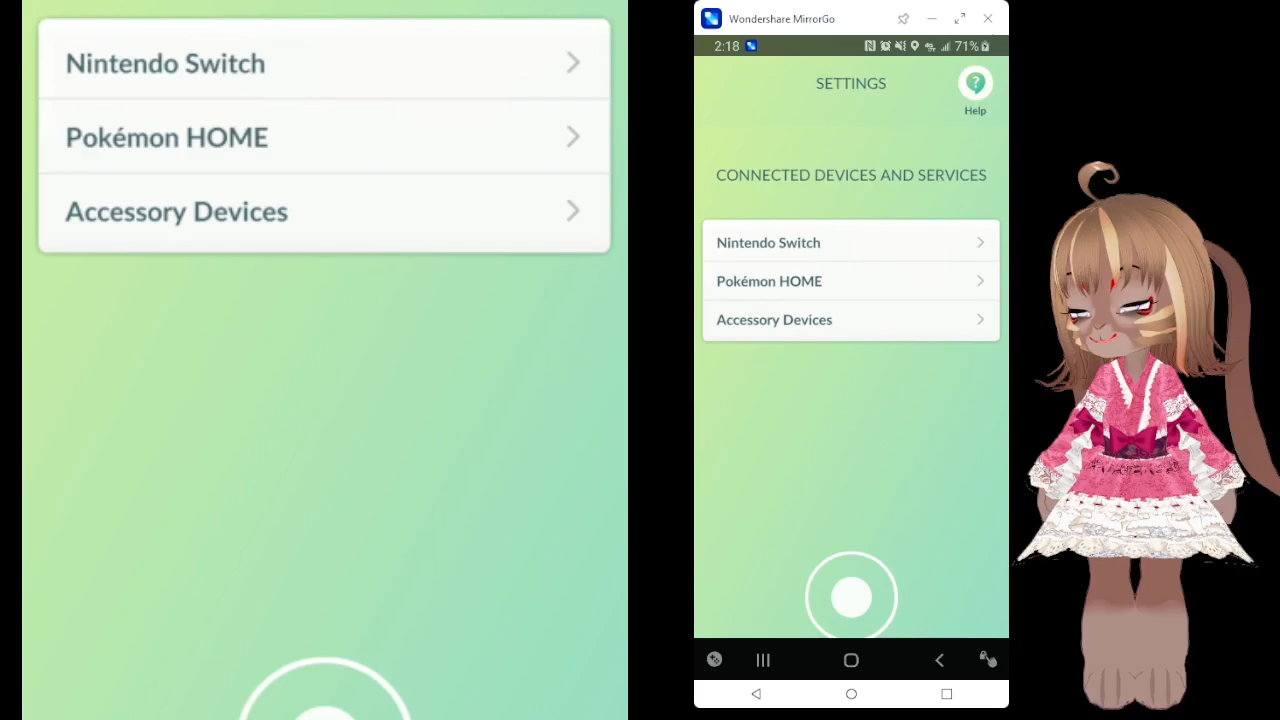 Nintendo Switch
Pokémon HOME
Accessory Devices
Wondershare MirrorGo
2:18
71%
SETTINGS
Help
CONNECTED DEVICES AND SERVICES
Nintendo Switch
Pokémon HOME
Accessory Devices